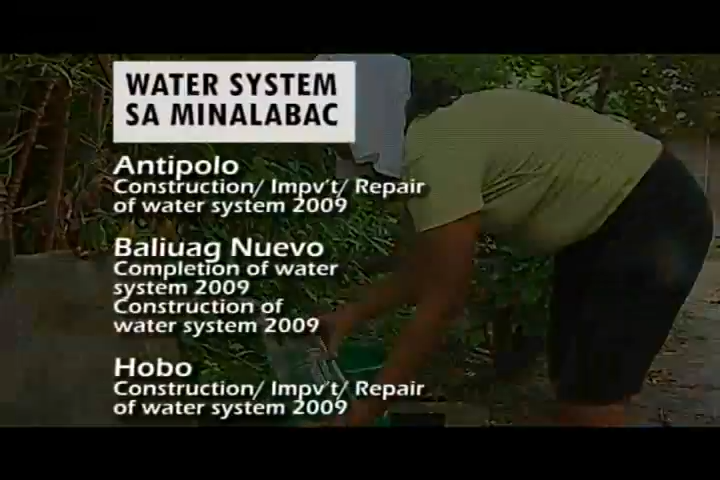 WATER SYSTEM
SA MINALABAC
Antipolo
Construction/ Impv't/ Repair
of water system 2009
Baliuag Nuevo
Completion of water
system 2009
Construction of
water system 2009
Hobo
Construction/ Impv't/ Repair
of water system 2009